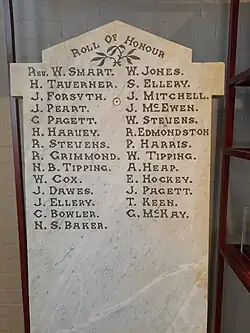 ROLL OF HONOUR
REV. W. SMART. W. JONES.
H. TAVERNER. S. ELLERY.
J. FORSYTH. J. MITCHELL.
J. PEART. J. MCEWEN.
G. PAGETT. W. STEVENS.
H. HARVEY. R. EDMONDSTON
R. STEVENS. P. HARRIS.
R. GRIMMOND. W. TIPPING.
N. B. TIPPING. A. HEAP.
W. COX. E. HOCKEY.
J. DAWES. J. PAGETT.
J. ELLERY. T. KEEN.
C. BOWLER. G. MCKAY.
N. S. BAKER.